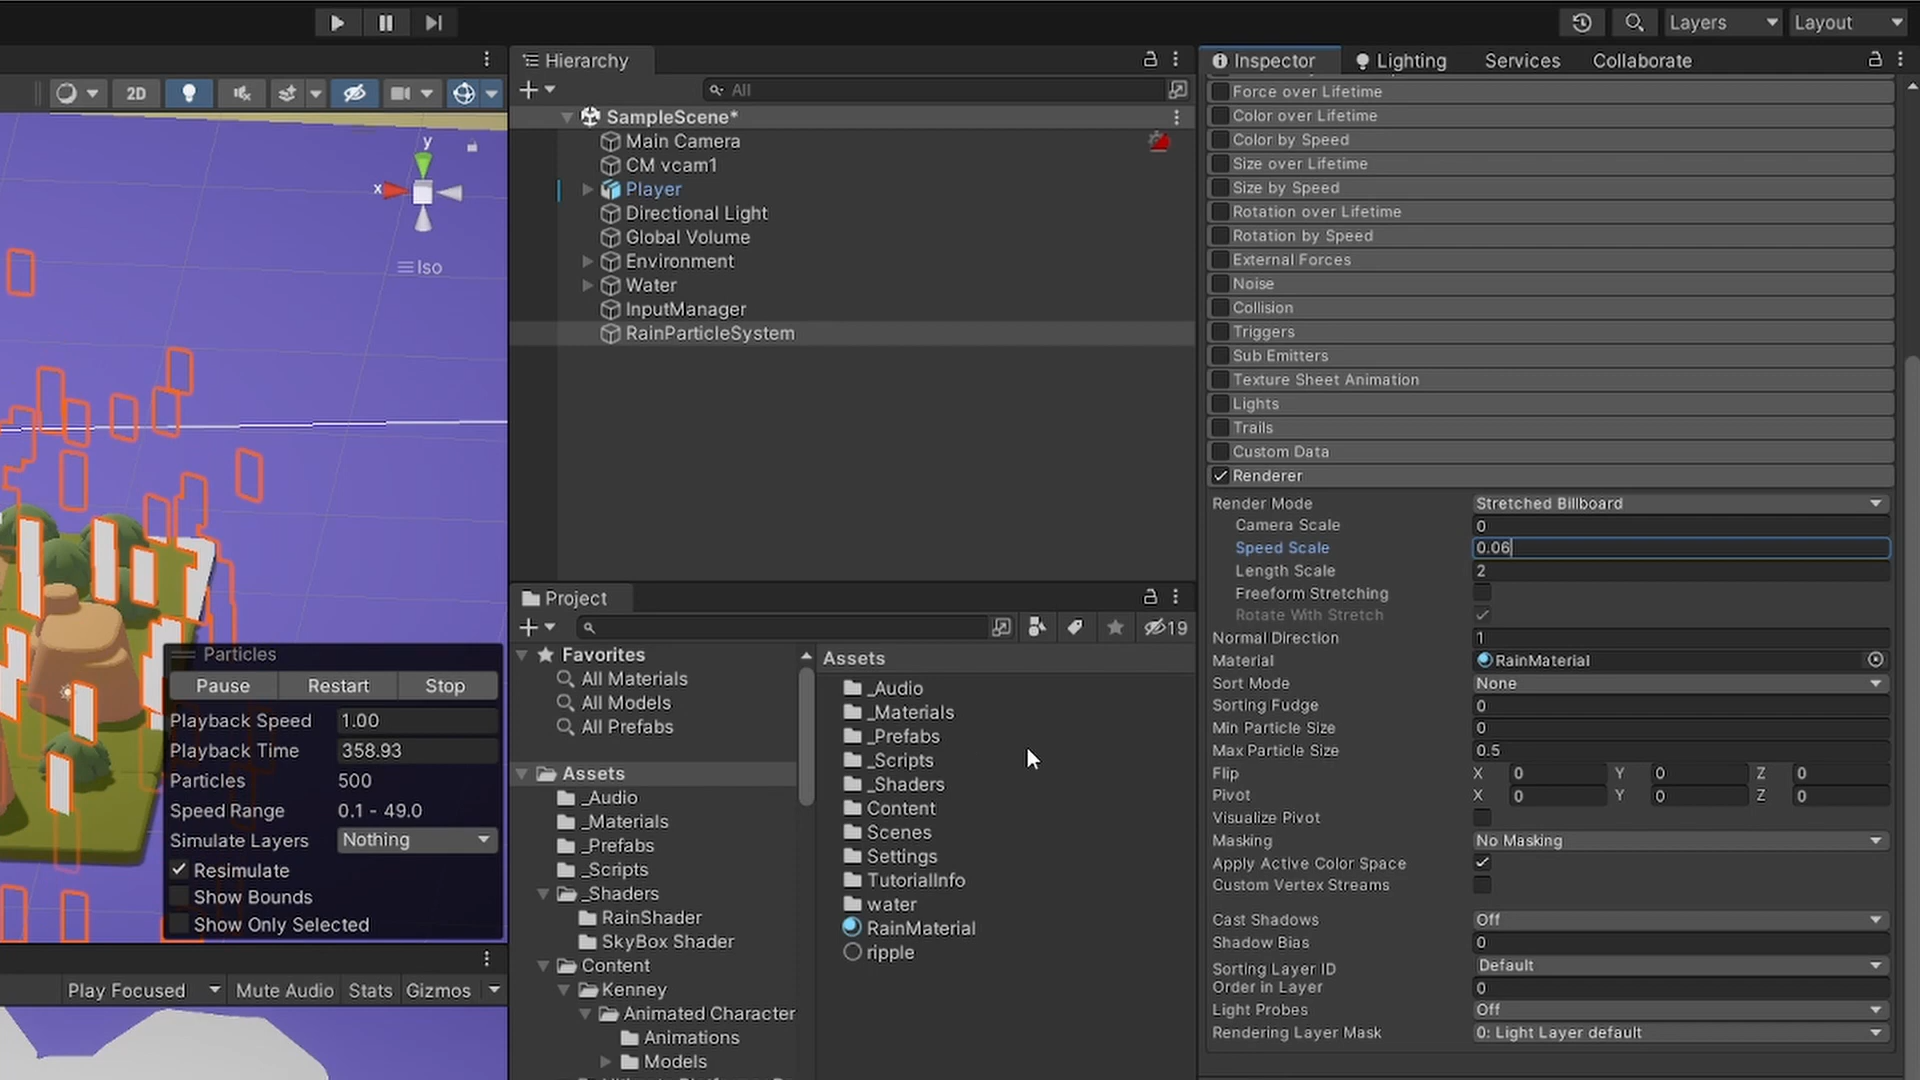 Layers
Layout
2D
y
x
Iso
Particles
Pause Restart Stop
Playback Speed 1.00
Playback Time 358.93
Particles 500
Speed Range 0.1 - 49.0
Simulate Layers Nothing
Resimulate
Show Bounds
Show Only Selected
Play Focused Mute Audio Stats Gizmos
Hierarchy
All
SampleScene*
Main Camera
CM vcam1
Player
Directional Light
Global Volume
Environment
Water
InputManager
RainParticleSystem
Project
19
Favorites
All Materials
All Models
All Prefabs
Assets
_Audio
_Materials
_Prefabs
_Scripts
_Shaders
RainShader
SkyBox Shader
Content
Kenney
Animated Character
Animations
Models
Assets
_Audio
_Materials
_Prefabs
_Scripts
_Shaders
Content
Scenes
Settings
TutorialInfo
water
RainMaterial
ripple
Inspector Lighting Services Collaborate
Force over Lifetime
Color over Lifetime
Color by Speed
Size over Lifetime
Size by Speed
Rotation over Lifetime
Rotation by Speed
External Forces
Noise
Collision
Triggers
Sub Emitters
Texture Sheet Animation
Lights
Trails
Custom Data
Renderer
Render Mode Stretched Billboard
Camera Scale 0
Speed Scale 0.06
Length Scale 2
Freeform Stretching
Rotate With Stretch
Normal Direction 1
Material RainMaterial
Sort Mode None
Sorting Fudge 0
Min Particle Size 0
Max Particle Size 0.5
Flip X 0 Y 0 Z 0
Pivot X 0 Y 0 Z 0
Visualize Pivot
Masking No Masking
Apply Active Color Space
Custom Vertex Streams
Cast Shadows Off
Shadow Bias 0
Sorting Layer ID Default
Order in Layer 0
Light Probes Off
Rendering Layer Mask 0: Light Layer default